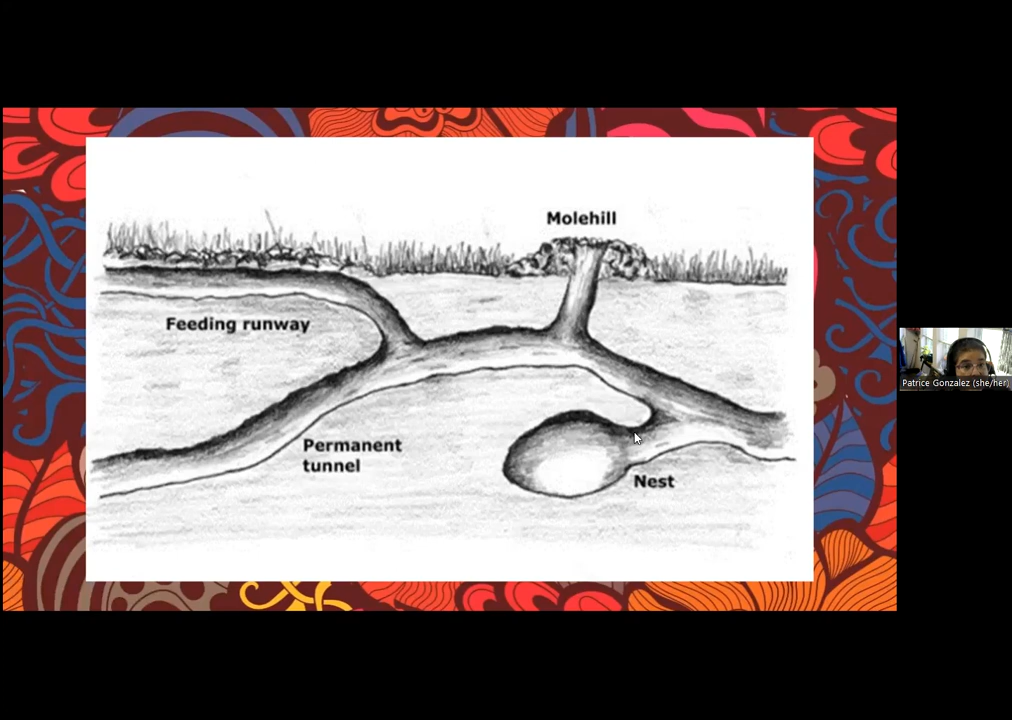 Molehill
Feeding runway
Permanent
tunnel
Nest
Patrice Gonzalez (she/her)